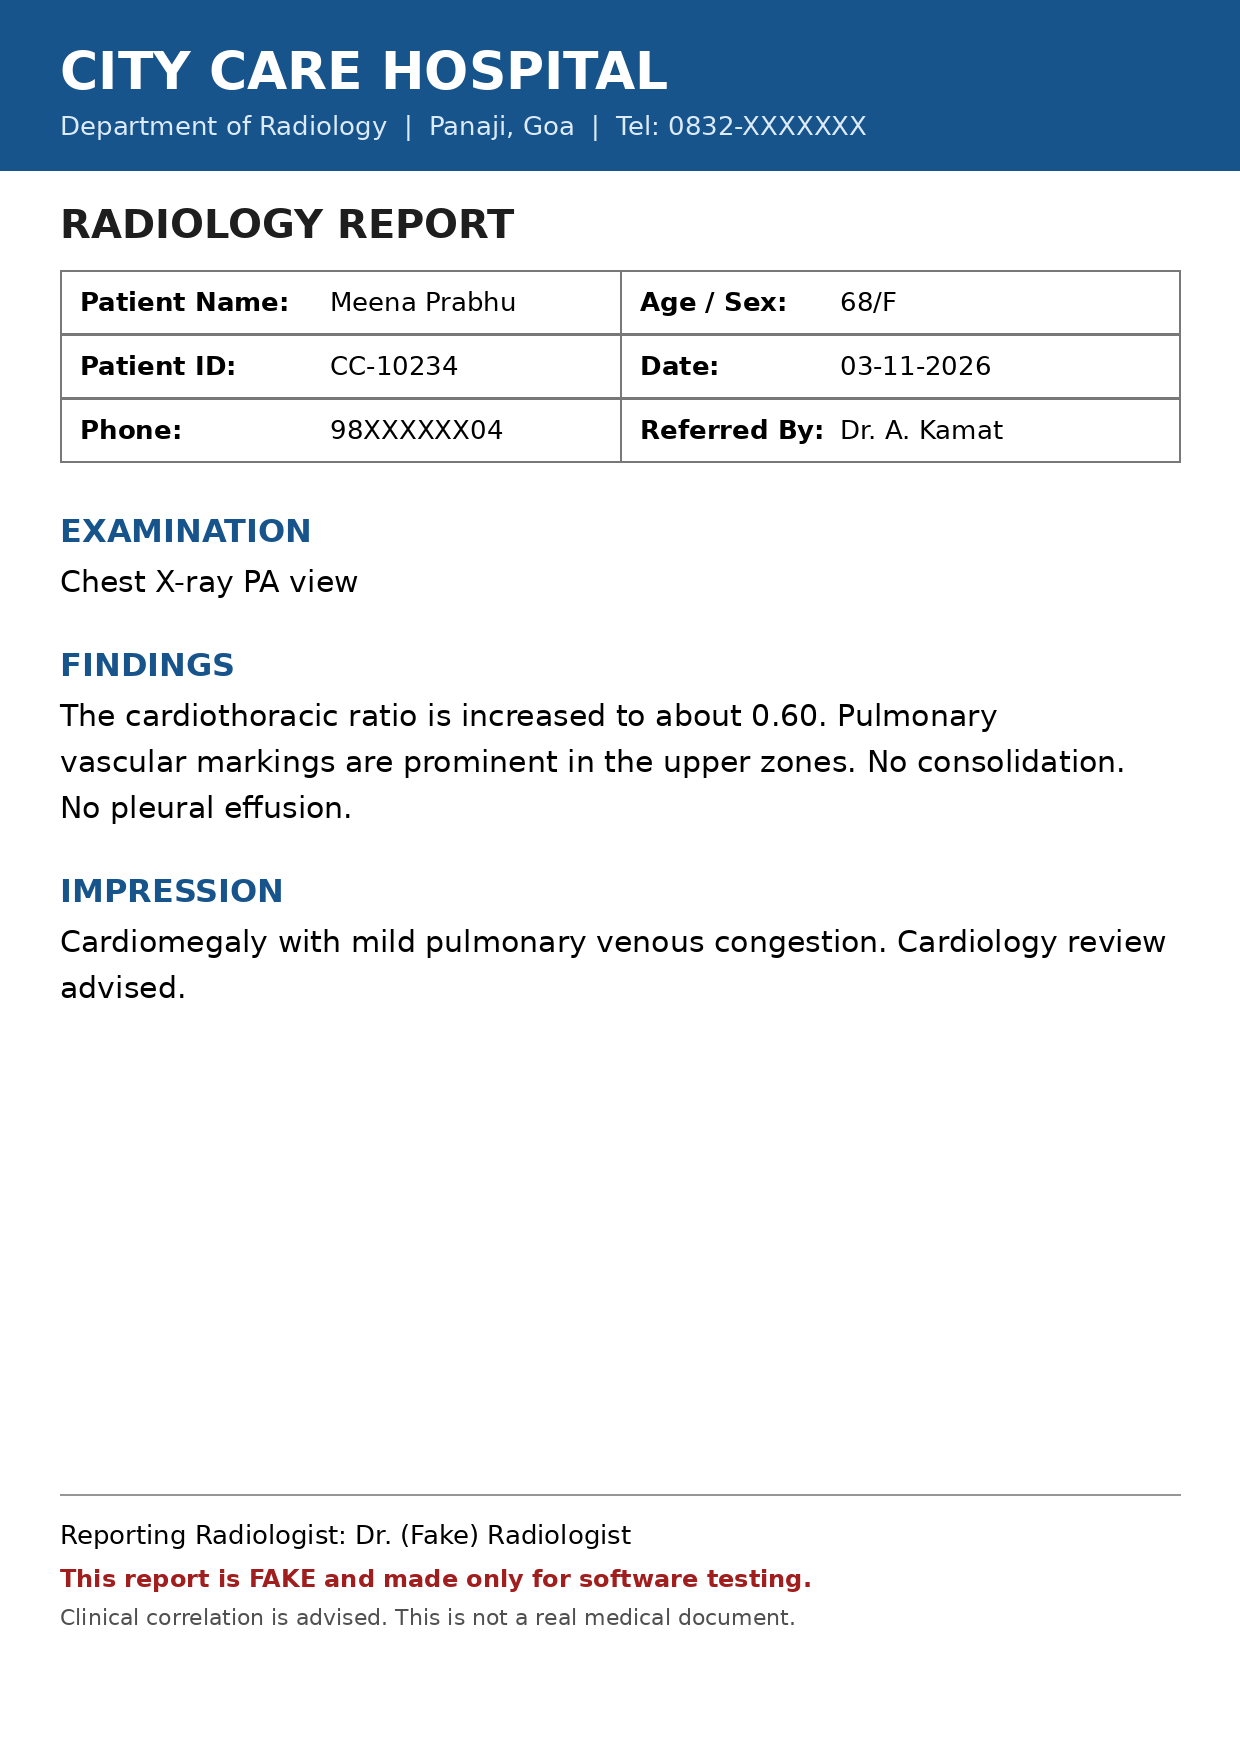 CITY CARE HOSPITAL
Department of Radiology | Panaji, Goa | Tel: 0832-XXXXXXX
RADIOLOGY REPORT
Patient Name: Meena Prabhu Age / Sex: 68/F
Patient ID: CC-10234 Date: 03-11-2026
Phone: 98XXXXXX04 Referred By: Dr. A. Kamat
EXAMINATION
Chest X-ray PA view
FINDINGS
The cardiothoracic ratio is increased to about 0.60. Pulmonary
vascular markings are prominent in the upper zones. No consolidation.
No pleural effusion.
IMPRESSION
Cardiomegaly with mild pulmonary venous congestion. Cardiology review
advised.
Reporting Radiologist: Dr. (Fake) Radiologist
This report is FAKE and made only for software testing.
Clinical correlation is advised. This is not a real medical document.